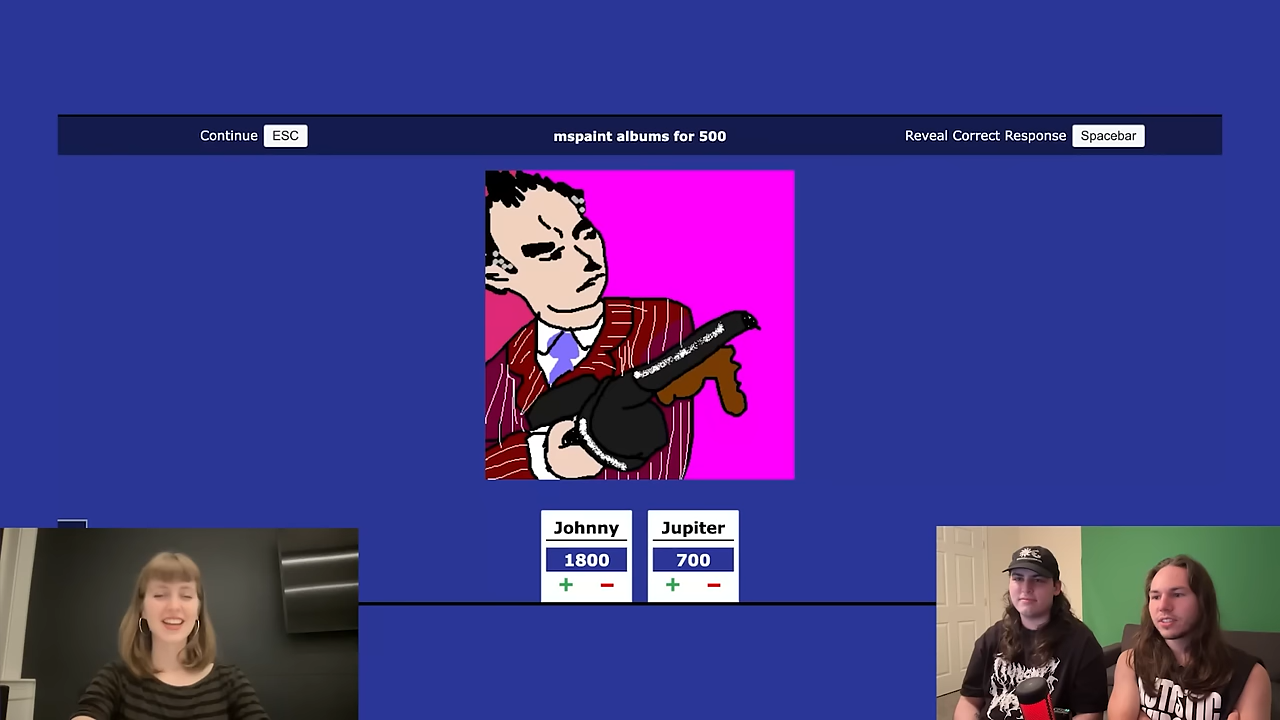 Continue ESC
mspaint albums for 500
Reveal Correct Response Spacebar
Johnny
1800
+ −
Jupiter
700
+ −